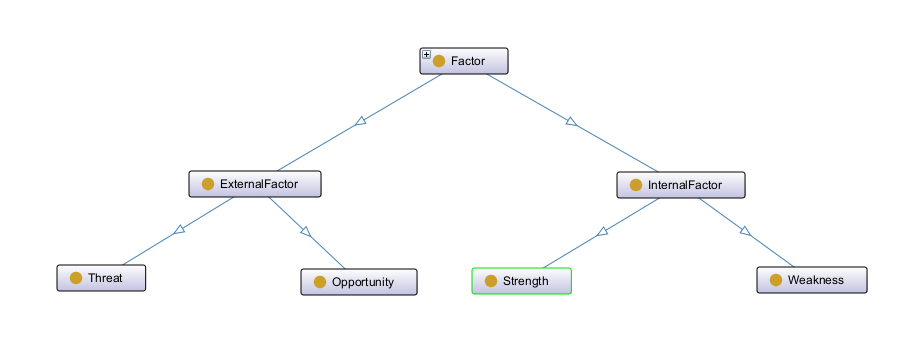 Factor
ExternalFactor
InternalFactor
Threat
Opportunity
Strength
Weakness